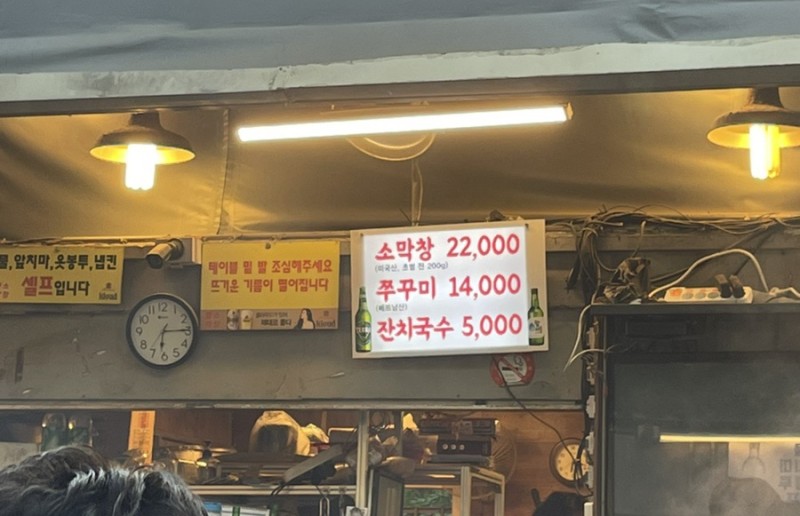 앞치마,옷봉투,냅킨
셀프입니다
테이블 밑 발 조심해주세요
뜨거운 기름이 떨어집니다
소막창 22,000
(미국산, 초벌 전 200g)
쭈꾸미 14,000
(베트남산)
잔치국수 5,000